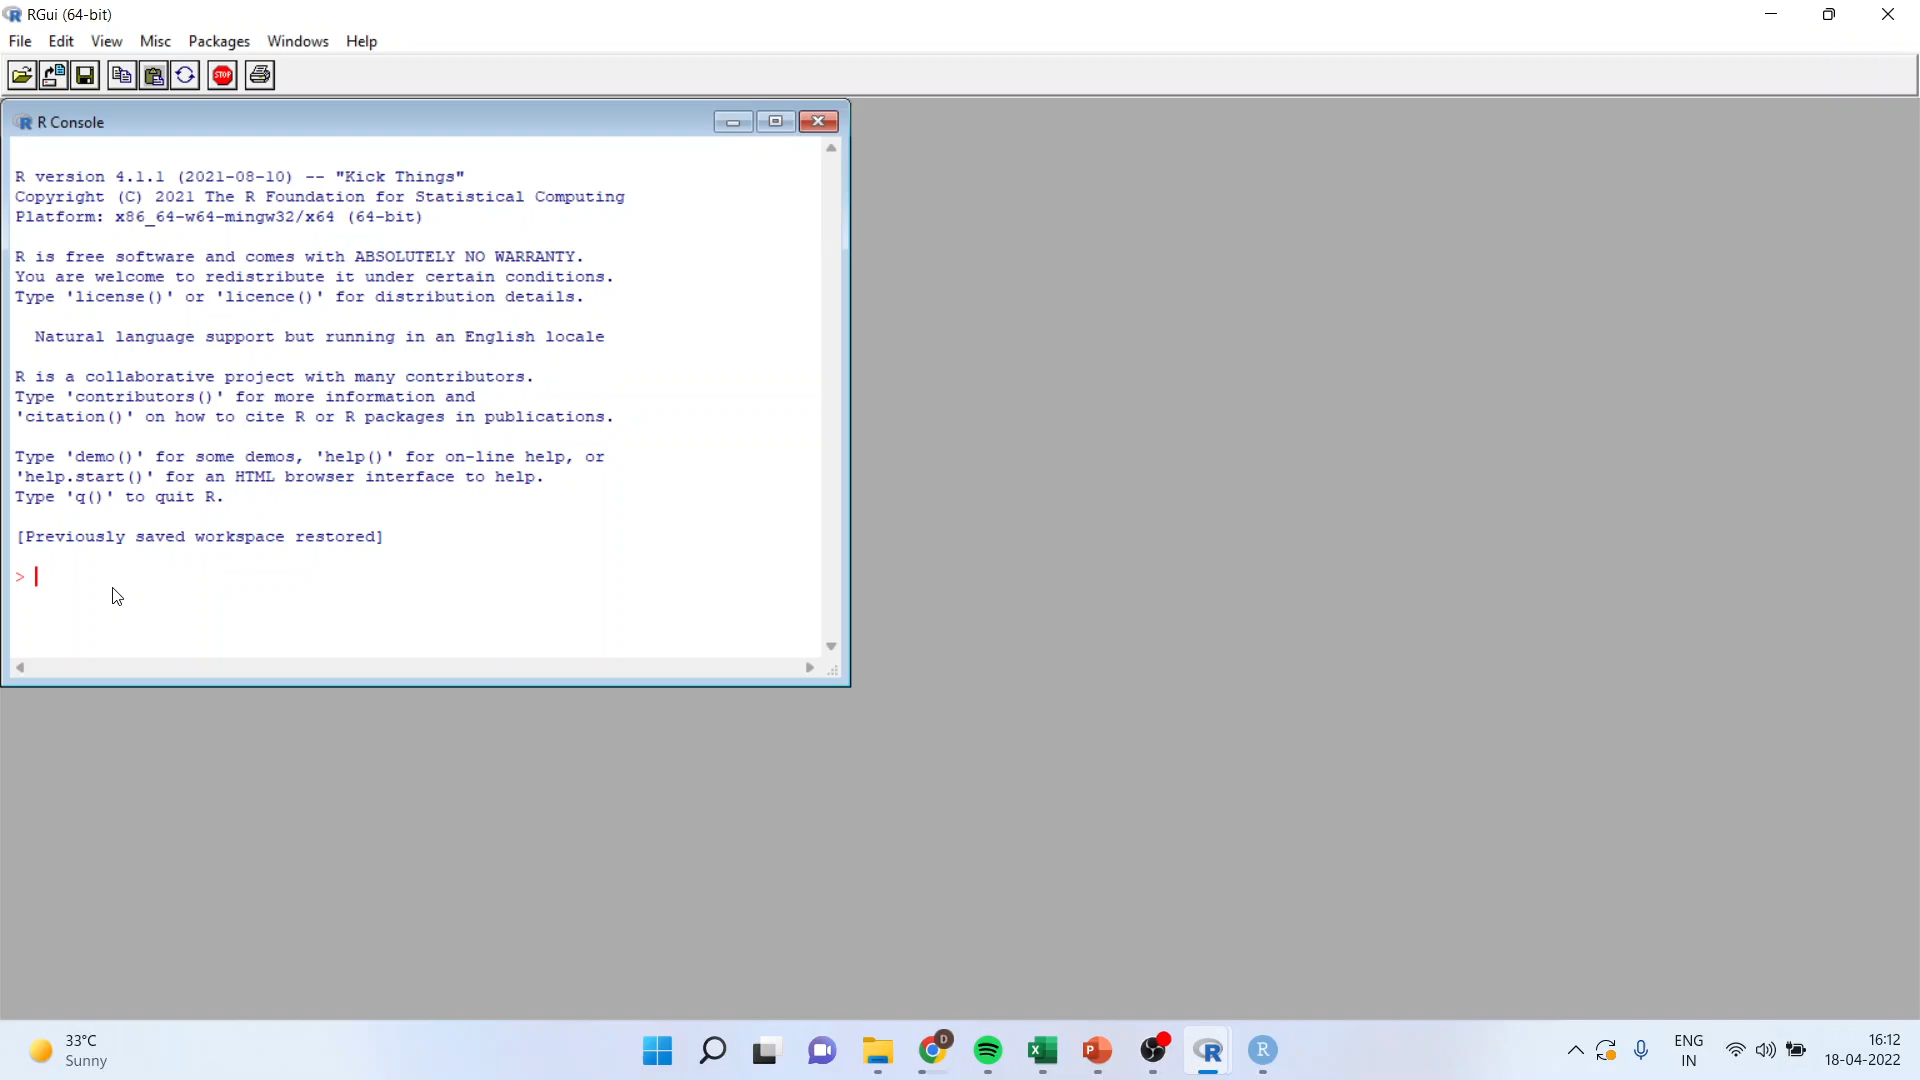 RGui (64-bit)
File Edit View Misc Packages Windows Help
STOP
R Console
R version 4.1.1 (2021-08-10) -- "Kick Things"
Copyright (C) 2021 The R Foundation for Statistical Computing
Platform: x86_64-w64-mingw32/x64 (64-bit)
R is free software and comes with ABSOLUTELY NO WARRANTY.
You are welcome to redistribute it under certain conditions.
Type 'license()' or 'licence()' for distribution details.
Natural language support but running in an English locale
R is a collaborative project with many contributors.
Type 'contributors()' for more information and
'citation()' on how to cite R or R packages in publications.
Type 'demo()' for some demos, 'help()' for on-line help, or
'help.start()' for an HTML browser interface to help.
Type 'q()' to quit R.
[Previously saved workspace restored]
>
33°C
Sunny
D
R
R
ENG
IN
16:12
18-04-2022